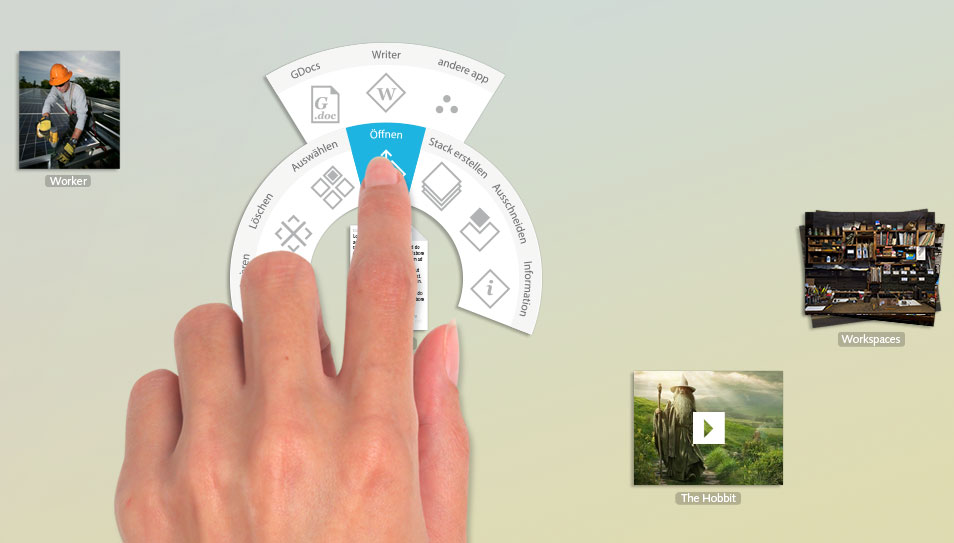 GDocs
Writer
andere app
G
.doc
W
Öffnen
Auswählen
Stack erstellen
Löschen
Ausschneiden
Information
i
Worker
Workspaces
The Hobbit